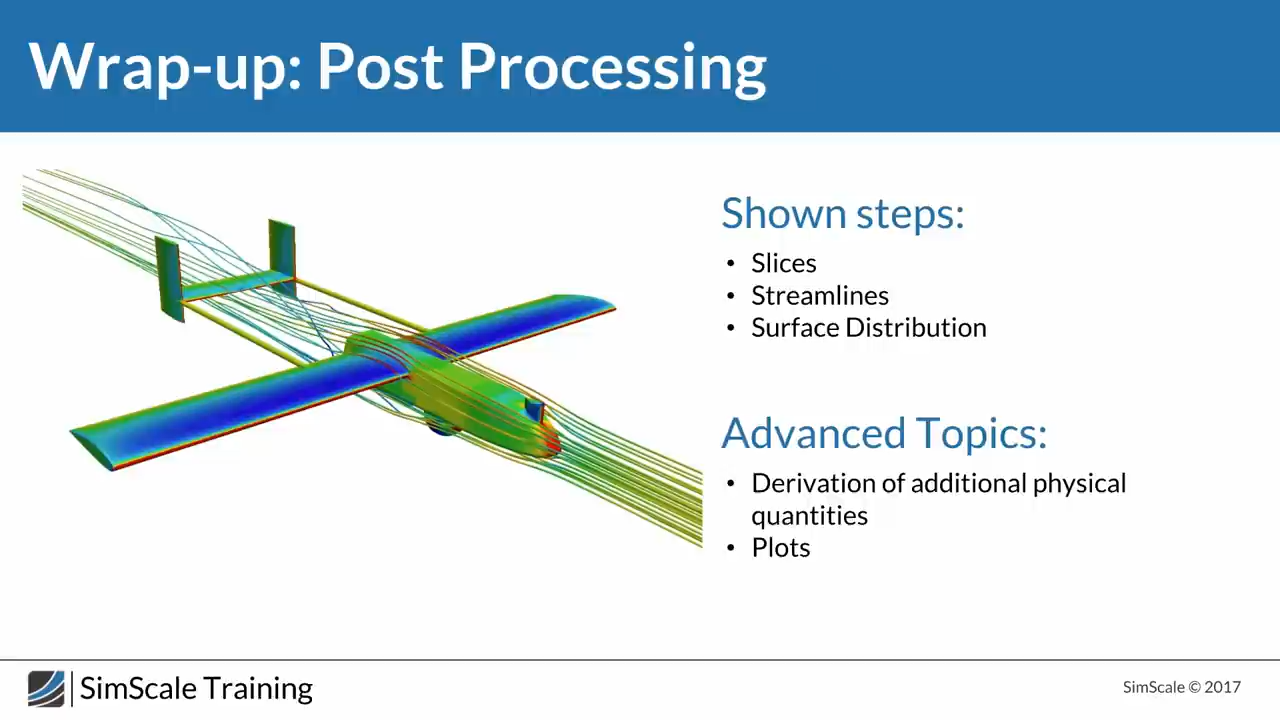 Wrap-up: Post Processing
Shown steps:
• Slices
• Streamlines
• Surface Distribution
Advanced Topics:
• Derivation of additional physical
quantities
• Plots
SimScale Training
SimScale © 2017